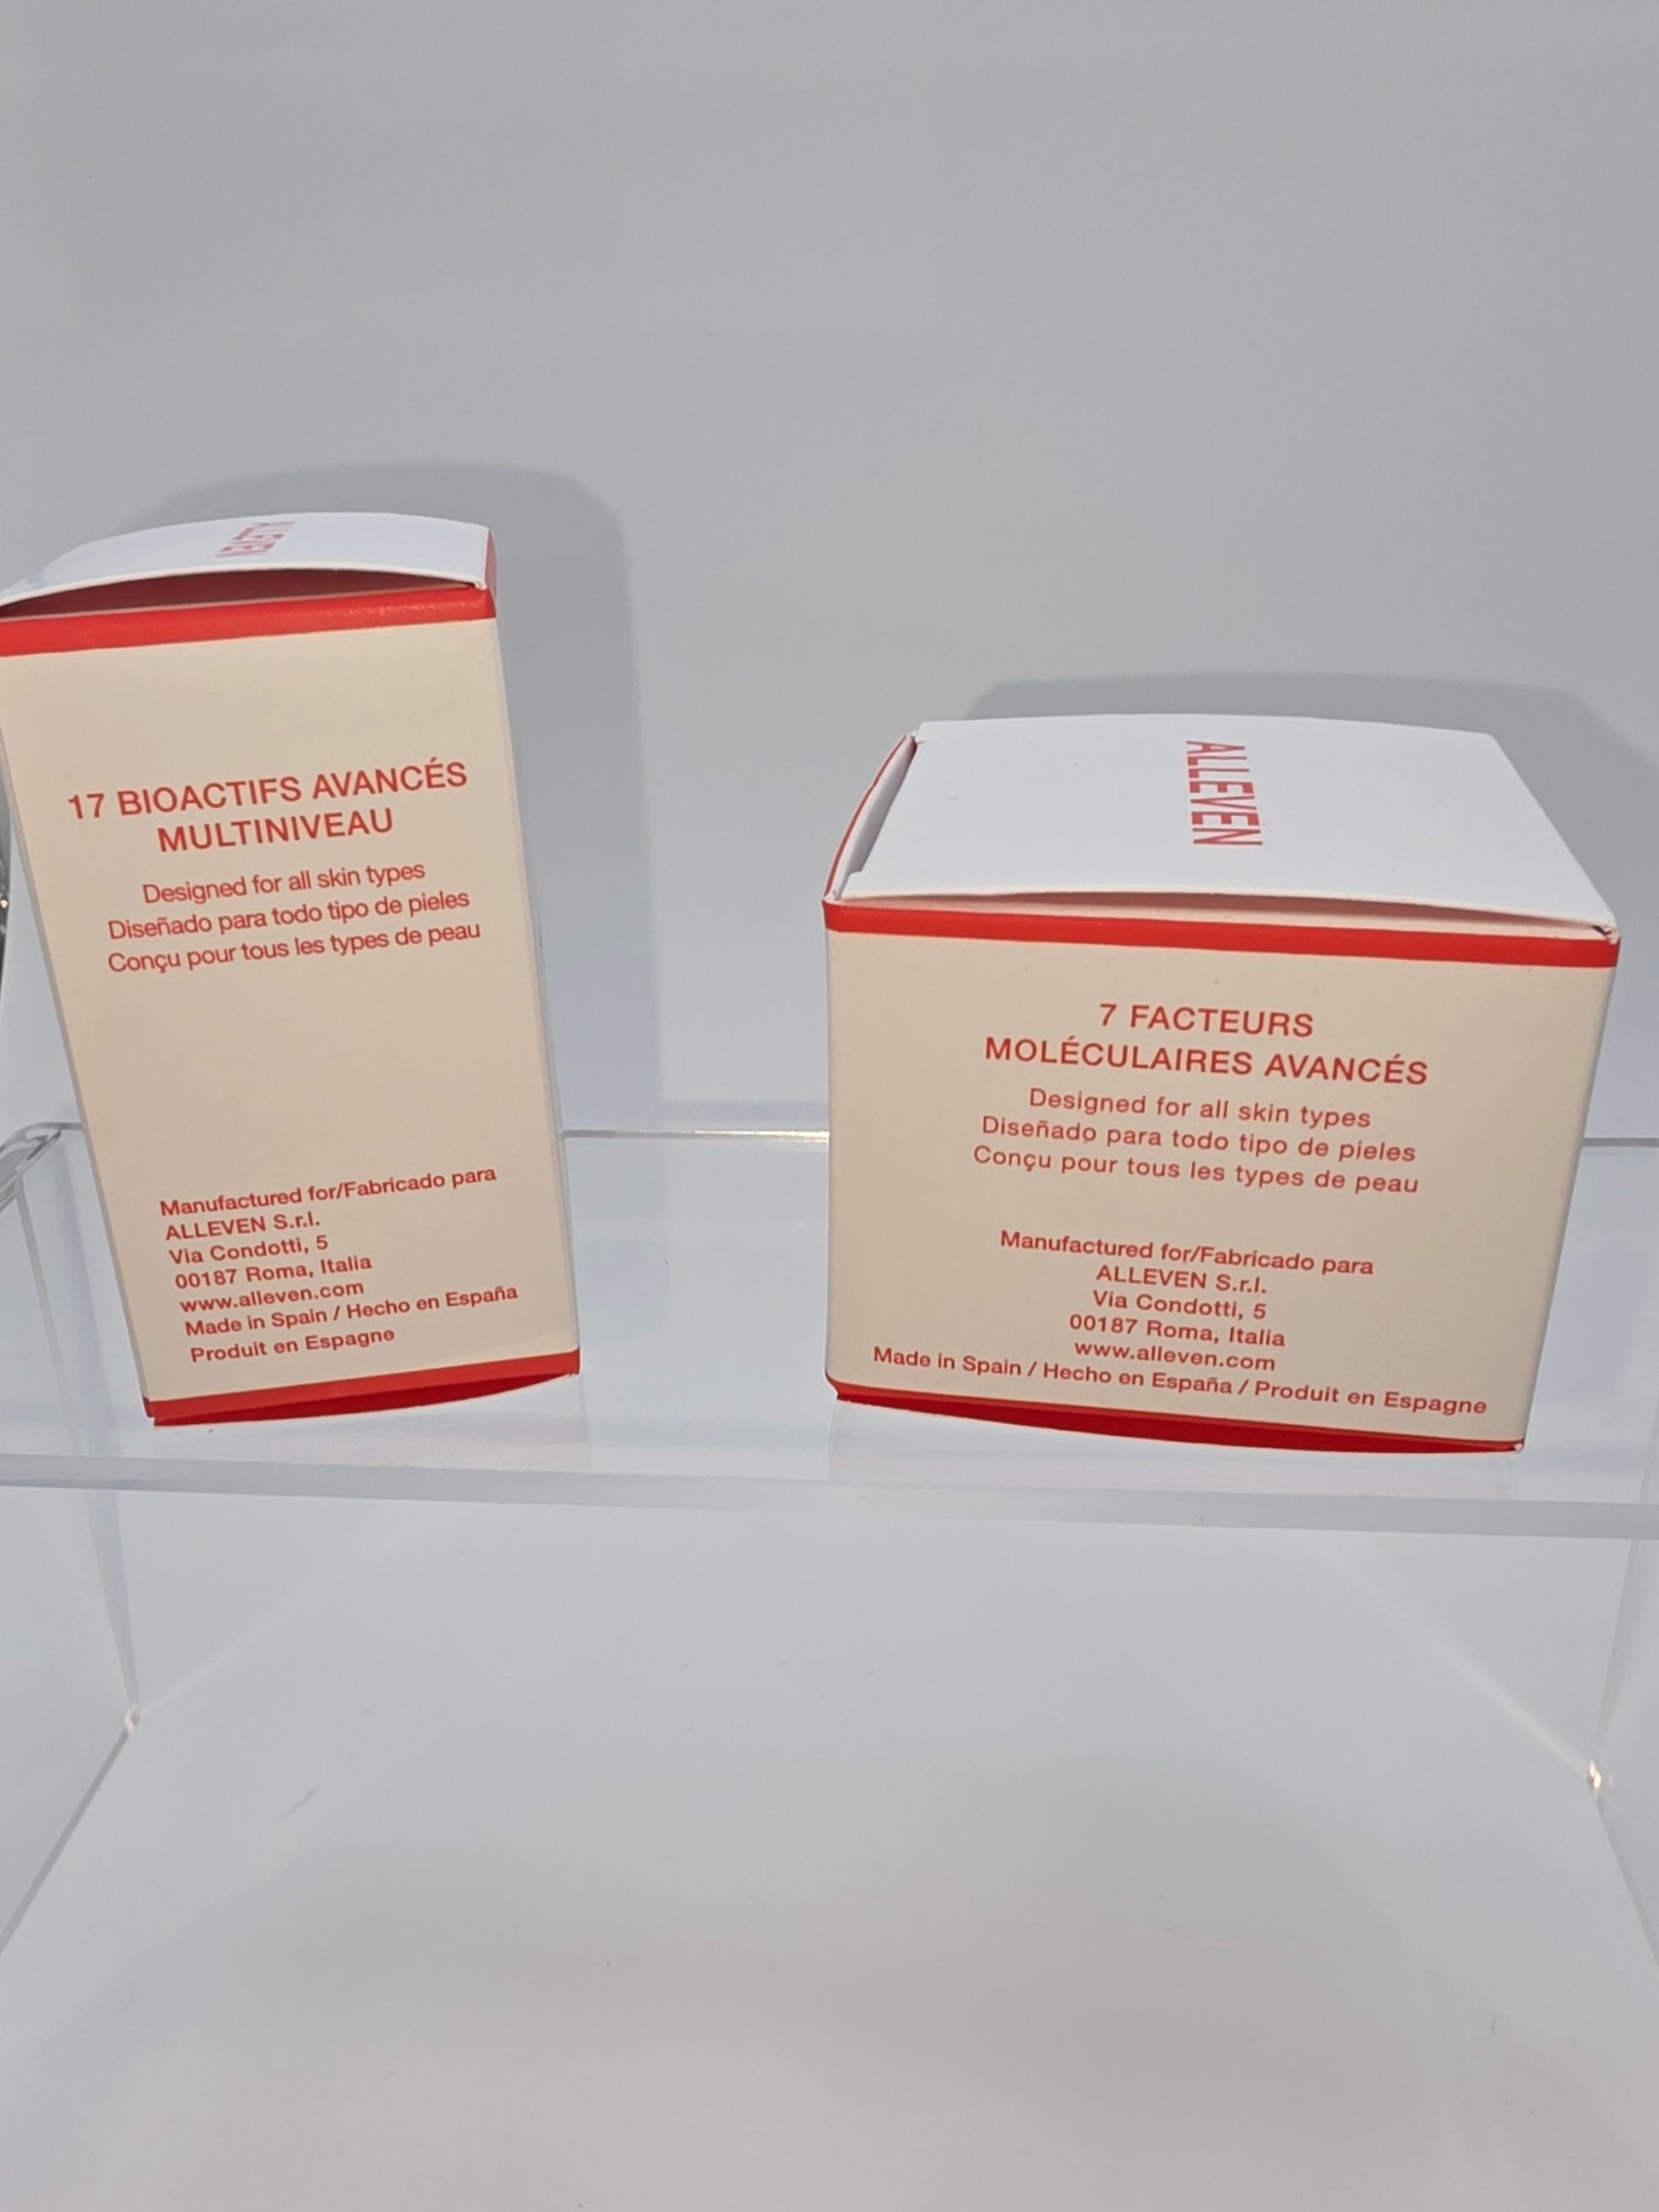 ALLEVEN
17 BIOACTIFS AVANCÉS
MULTINIVEAU
Designed for all skin types
Diseñado para todo tipo de pieles
Conçu pour tous les types de peau
Manufactured for/Fabricado para
ALLEVEN S.r.l.
Via Condotti, 5
00187 Roma, Italia
www.alleven.com
Made in Spain / Hecho en España
Produit en Espagne
ALLEVEN
7 FACTEURS
MOLÉCULAIRES AVANCÉS
Designed for all skin types
Diseñado para todo tipo de pieles
Conçu pour tous les types de peau
Manufactured for/Fabricado para
ALLEVEN S.r.l.
Via Condotti, 5
00187 Roma, Italia
www.alleven.com
Made in Spain / Hecho en España / Produit en Espagne